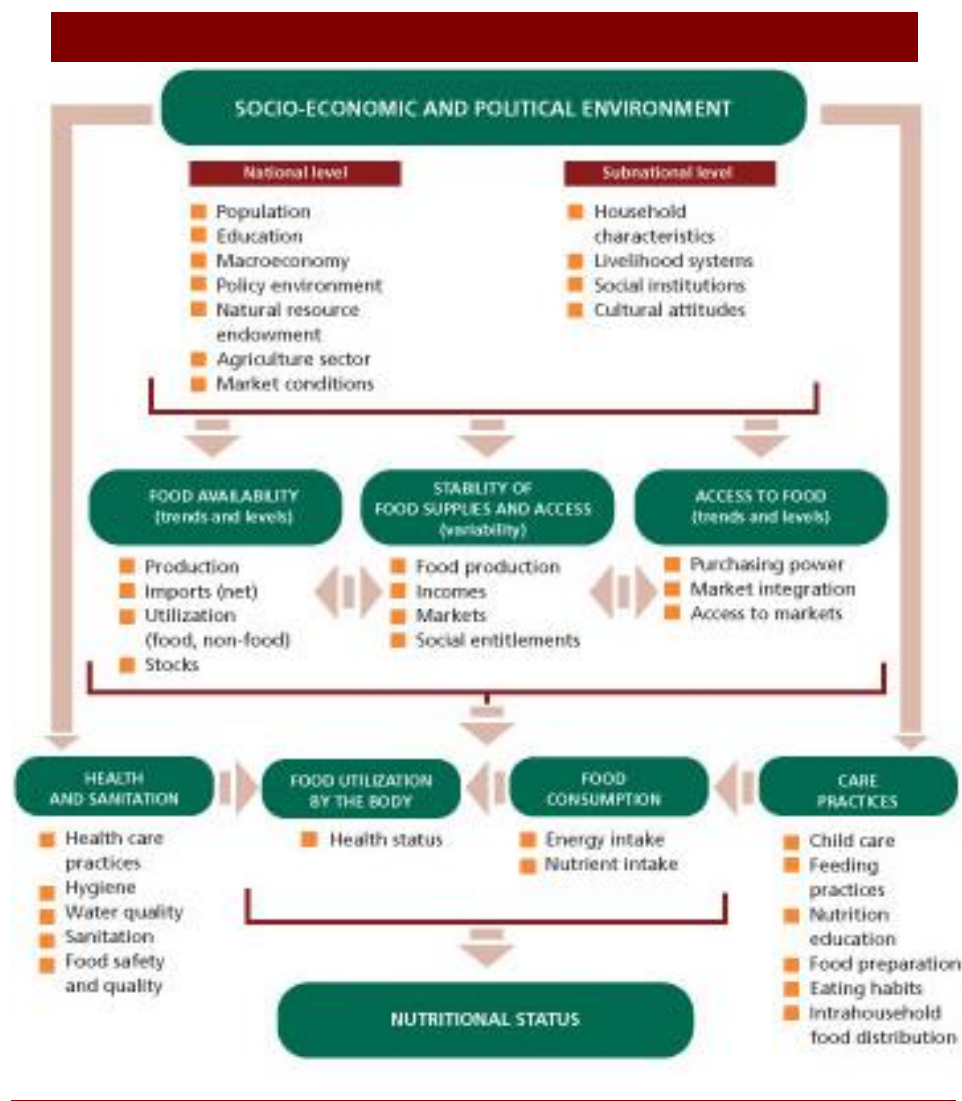 SOCIO-ECONOMIC AND POLITICAL ENVIRONMENT
National level
Population
Education
Macroeconomy
Policy environment
Natural resource
endowment
Agriculture sector
Market conditions
Subnational level
Household
characteristics
Livelihood systems
Social institutions
Cultural attitudes
FOOD AVAILABILITY
(trends and levels)
Production
Imports (net)
Utilization
(food, non-food)
Stocks
STABILITY OF
FOOD SUPPLIES AND ACCESS
(variability)
Food production
Incomes
Markets
Social entitlements
ACCESS TO FOOD
(trends and levels)
Purchasing power
Market integration
Access to markets
HEALTH
AND SANITATION
Health care
practices
Hygiene
Water quality
Sanitation
Food safety
and quality
FOOD UTILIZATION
BY THE BODY
Health status
FOOD
CONSUMPTION
Energy intake
Nutrient intake
CARE
PRACTICES
Child care
Feeding
practices
Nutrition
education
Food preparation
Eating habits
Intrahousehold
food distribution
NUTRITIONAL STATUS